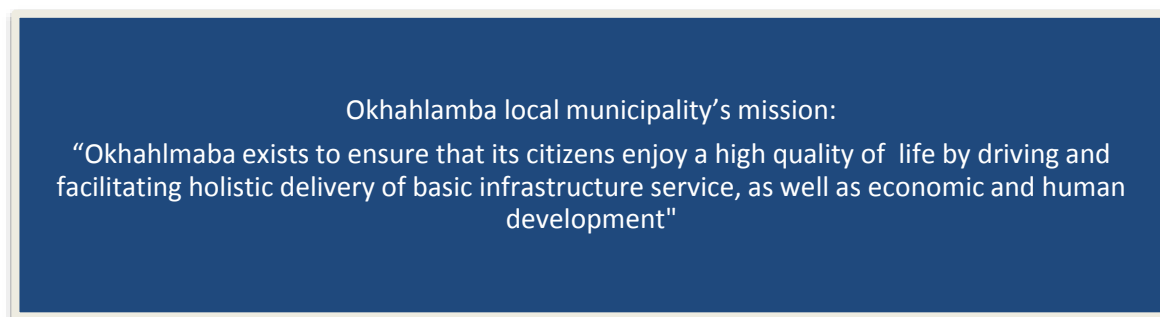 Okhahlamba local municipality’s mission:
“Okhahlmaba exists to ensure that its citizens enjoy a high quality of  life by driving and
facilitating holistic delivery of basic infrastructure service, as well as economic and human
development"